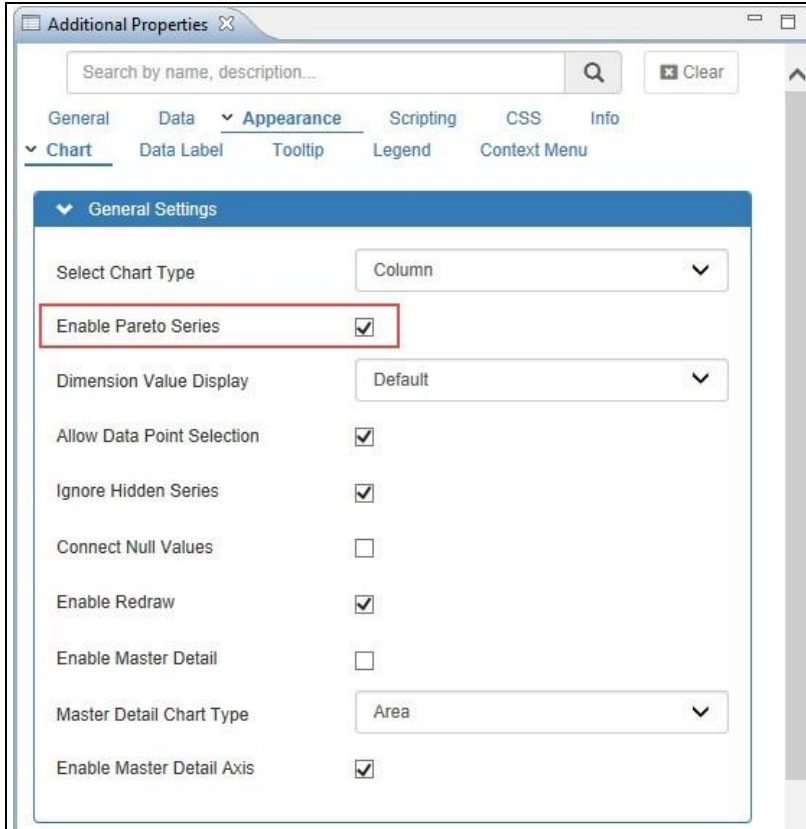 Additional Properties
Search by name, description...
Clear
General Data Appearance Scripting CSS Info
Chart Data Label Tooltip Legend Context Menu
General Settings
Select Chart Type Column
Enable Pareto Series
Dimension Value Display Default
Allow Data Point Selection
Ignore Hidden Series
Connect Null Values
Enable Redraw
Enable Master Detail
Master Detail Chart Type Area
Enable Master Detail Axis